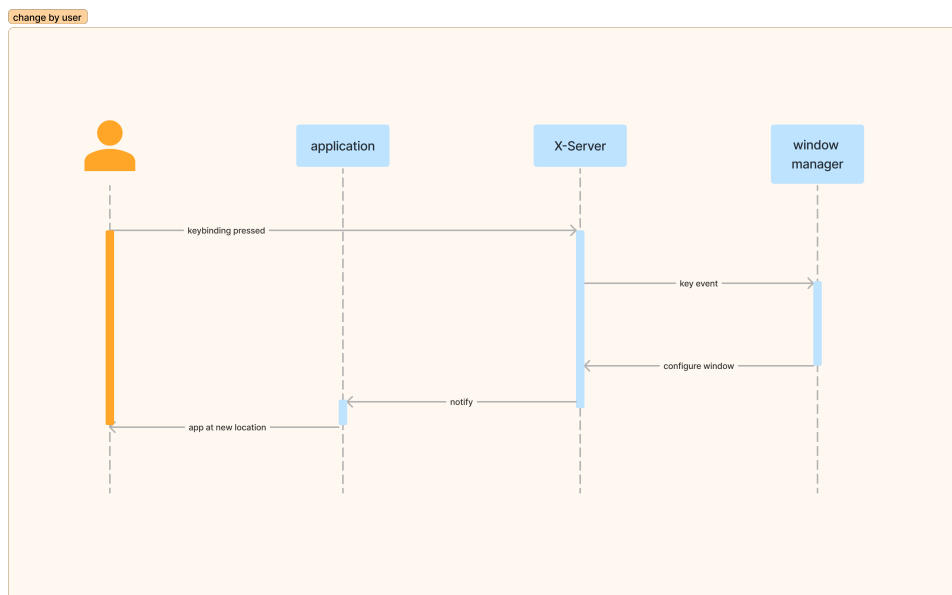 change by user
application
X-Server
window
manager
keybinding pressed
key event
configure window
notify
app at new location